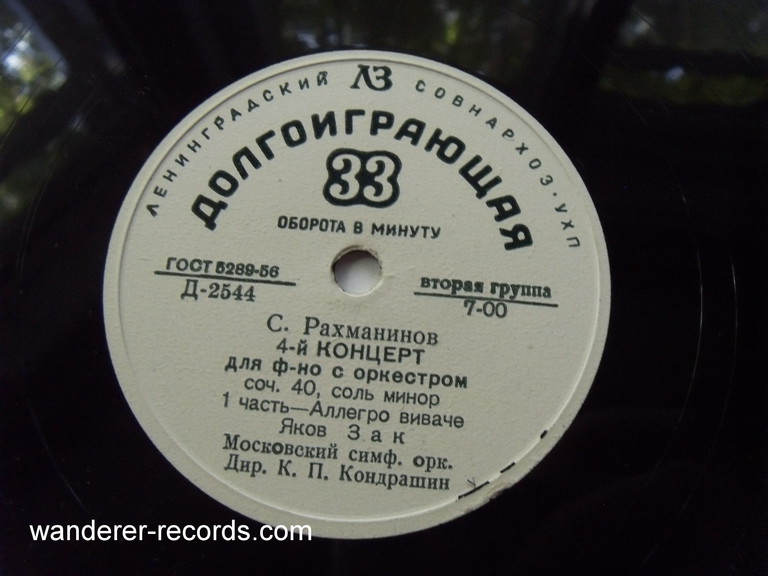 ЛЕНИНГРАДСКИЙ ЛЗ СОВНАРХОЗ·УХП
ДОЛГОИГРАЮЩАЯ
33
ОБОРОТА В МИНУТУ
ГОСТ 5289-56
Д-2544
вторая группа
7-00
С. Рахманинов
4-й КОНЦЕРТ
для ф-но с оркестром
соч. 40, соль минор
1 часть—Аллегро виваче
Яков Зак
Московский симф. орк.
Дир. К. П. Кондрашин
wanderer-records.com